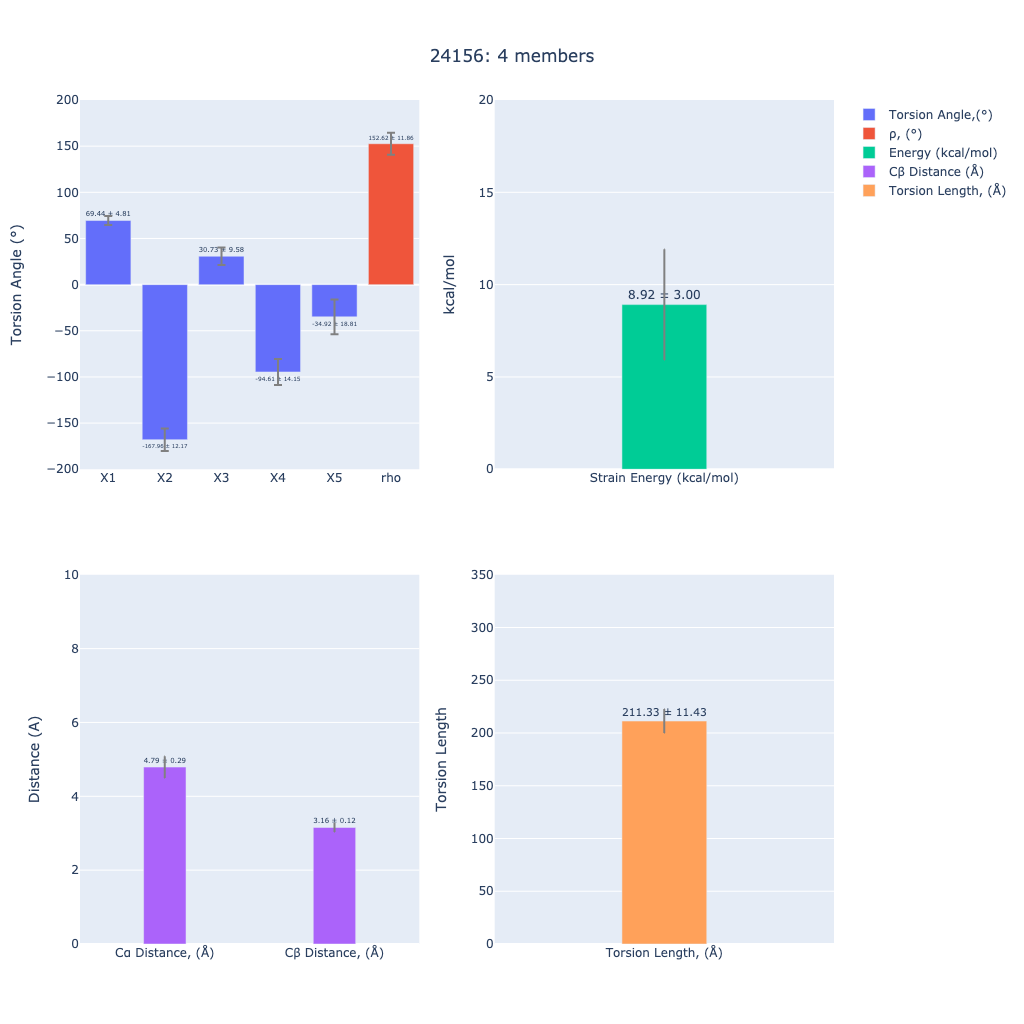 24156: 4 members
Torsion Angle (°)
200
150
100
50
0
−50
−100
−150
−200
69.44 ± 4.81
-167.96 ± 12.17
30.73 ± 9.58
-94.61 ± 14.15
-34.92 ± 18.81
152.62 ± 11.86
X1 X2 X3 X4 X5 rho
kcal/mol
20
15
10
5
0
8.92 ± 3.00
Strain Energy (kcal/mol)
Torsion Angle,(°)
ρ, (°)
Energy (kcal/mol)
Cβ Distance (Å)
Torsion Length, (Å)
Distance (A)
10
8
6
4
2
0
4.79 ± 0.29
3.16 ± 0.12
Cα Distance, (Å) Cβ Distance, (Å)
Torsion Length
350
300
250
200
150
100
50
0
211.33 ± 11.43
Torsion Length, (Å)